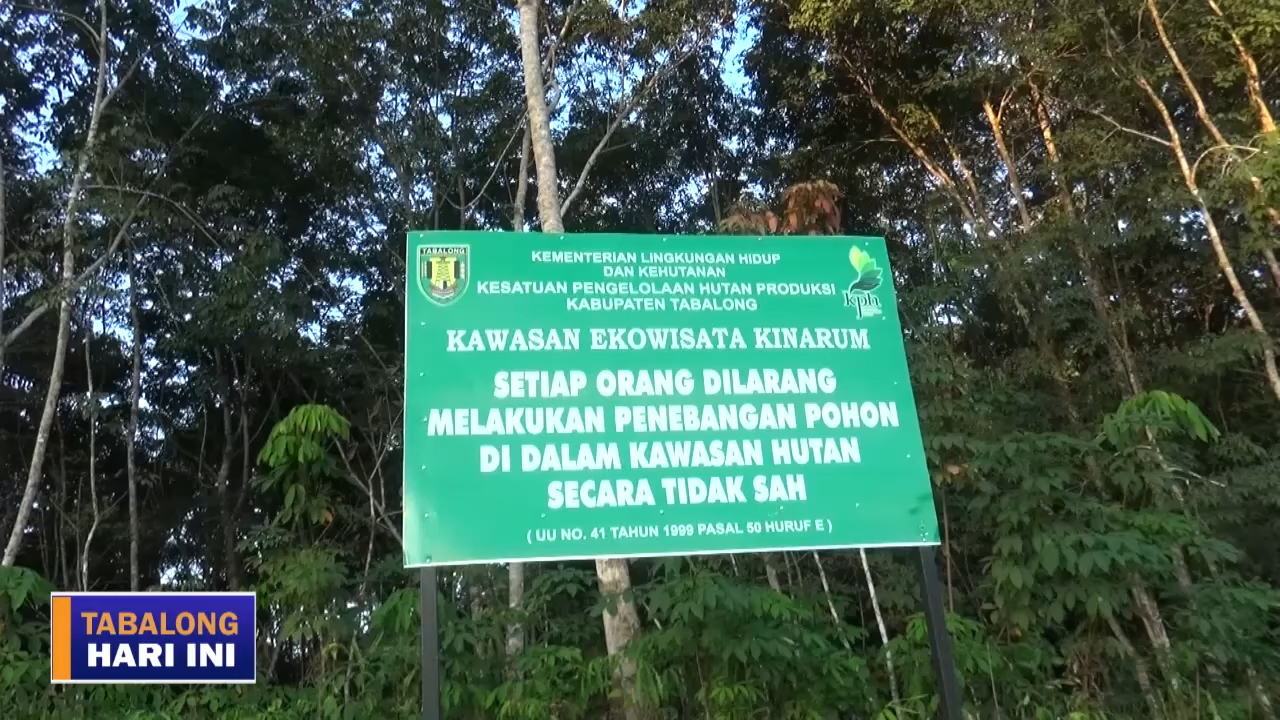 TABALONG
KEMENTERIAN LINGKUNGAN HIDUP
DAN KEHUTANAN
KESATUAN PENGELOLAAN HUTAN PRODUKSI
KABUPATEN TABALONG
kph
KAWASAN EKOWISATA KINARUM
SETIAP ORANG DILARANG
MELAKUKAN PENEBANGAN POHON
DI DALAM KAWASAN HUTAN
SECARA TIDAK SAH
( UU NO. 41 TAHUN 1999 PASAL 50 HURUF E )
TABALONG
HARI INI